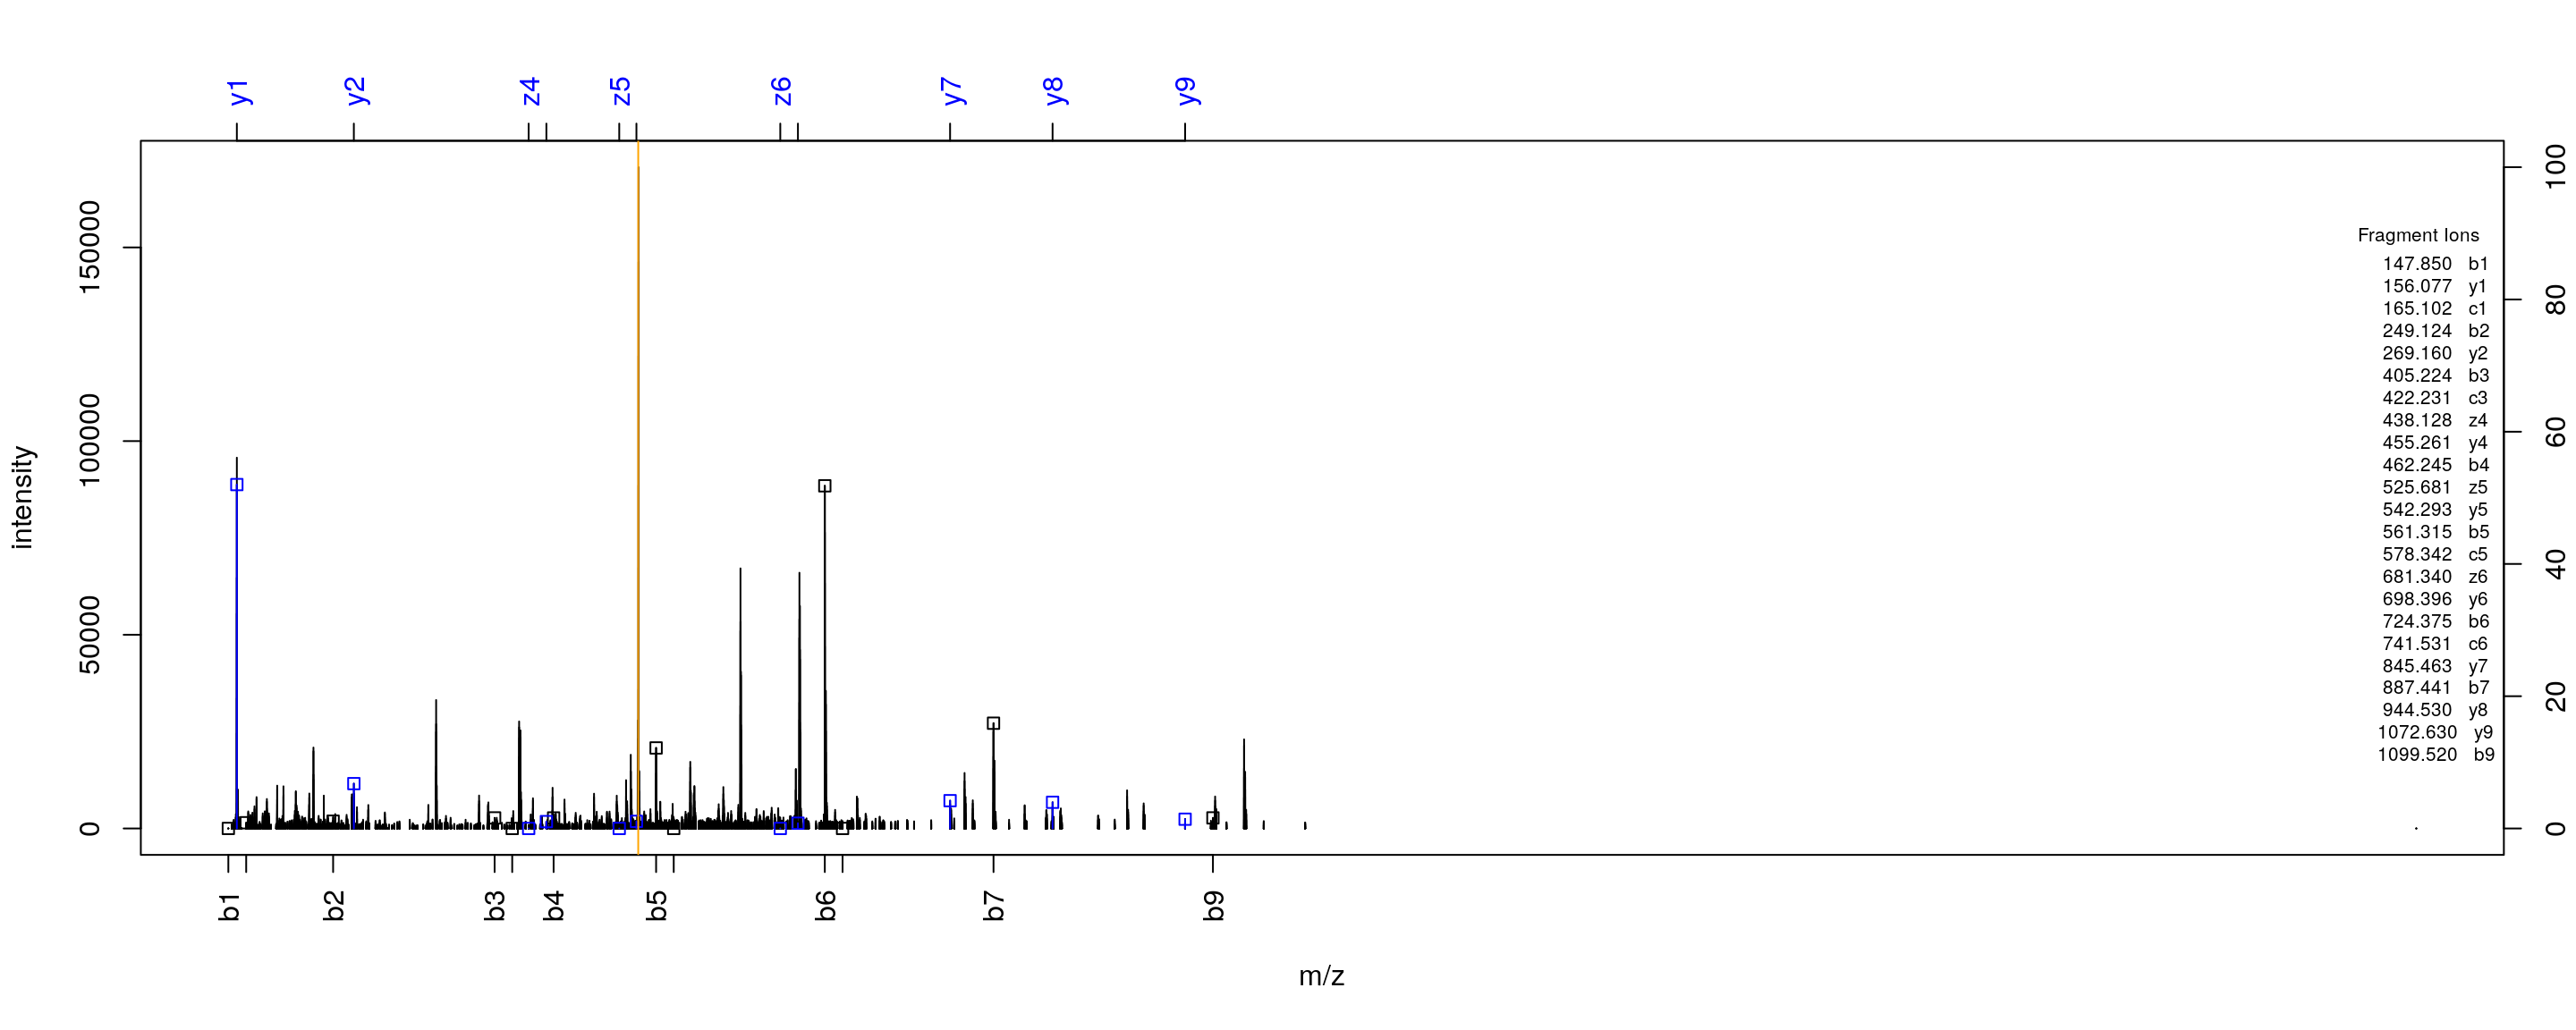 y1 y2 z4 z5 z6 y7 y8 y9
intensity
0 50000 100000 150000
0 20 40 60 80 100
Fragment Ions
147.850 b1
156.077 y1
165.102 c1
249.124 b2
269.160 y2
405.224 b3
422.231 c3
438.128 z4
455.261 y4
462.245 b4
525.681 z5
542.293 y5
561.315 b5
578.342 c5
681.340 z6
698.396 y6
724.375 b6
741.531 c6
845.463 y7
887.441 b7
944.530 y8
1072.630 y9
1099.520 b9
b1 b2 b3 b4 b5 b6 b7 b9
m/z